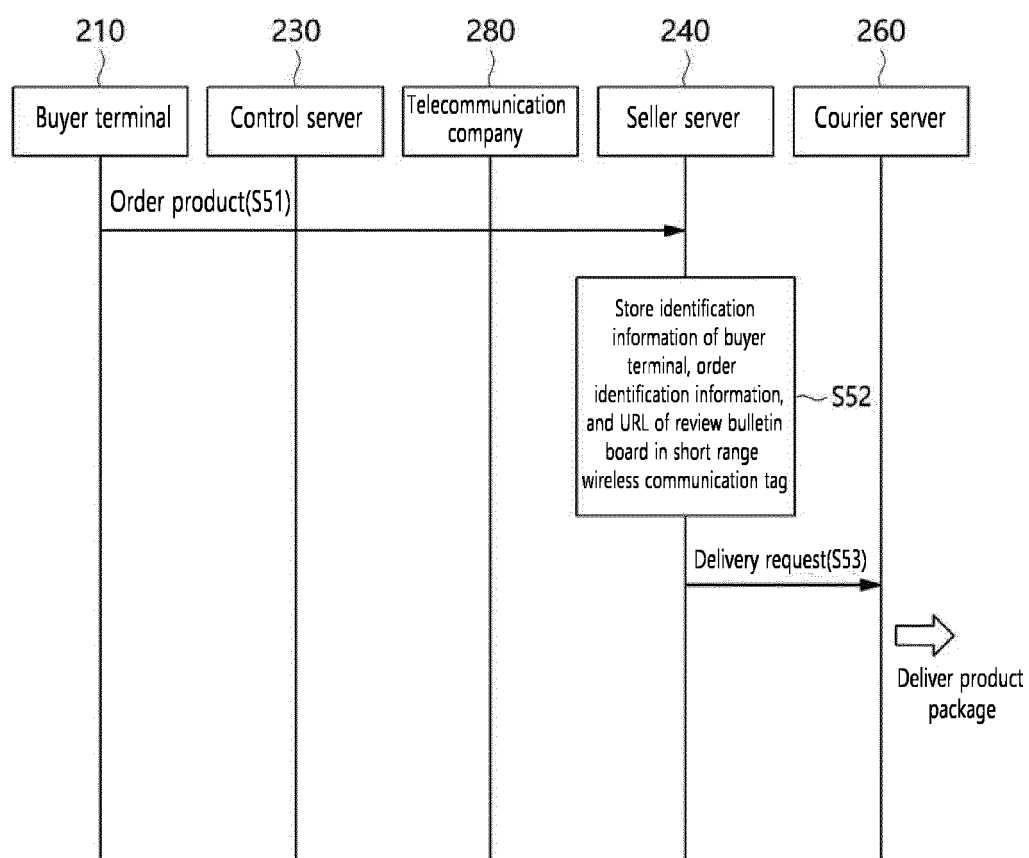 210 230 280 240 260
Buyer terminal
Control server
Telecommunication
company
Seller server
Courier server
Order product(S51)
Store identification
information of buyer
terminal, order
identification information,
and URL of review bulletin
board in short range
wireless communication tag
S52
Delivery request(S53)
Deliver product
package